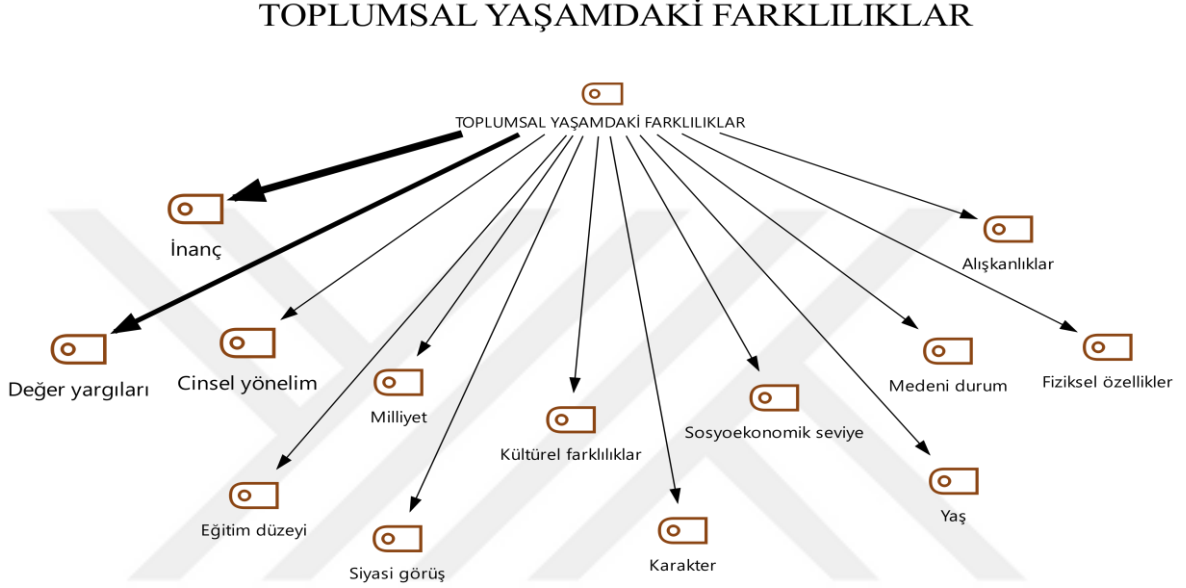 TOPLUMSAL YAŞAMDAKİ FARKLILIKLAR
TOPLUMSAL YAŞAMDAKİ FARKLILIKLAR
İnanç
Alışkanlıklar
Değer yargıları
Cinsel yönelim
Milliyet
Medeni durum
Fiziksel özellikler
Kültürel farklılıklar
Sosyoekonomik seviye
Eğitim düzeyi
Yaş
Siyasi görüş
Karakter